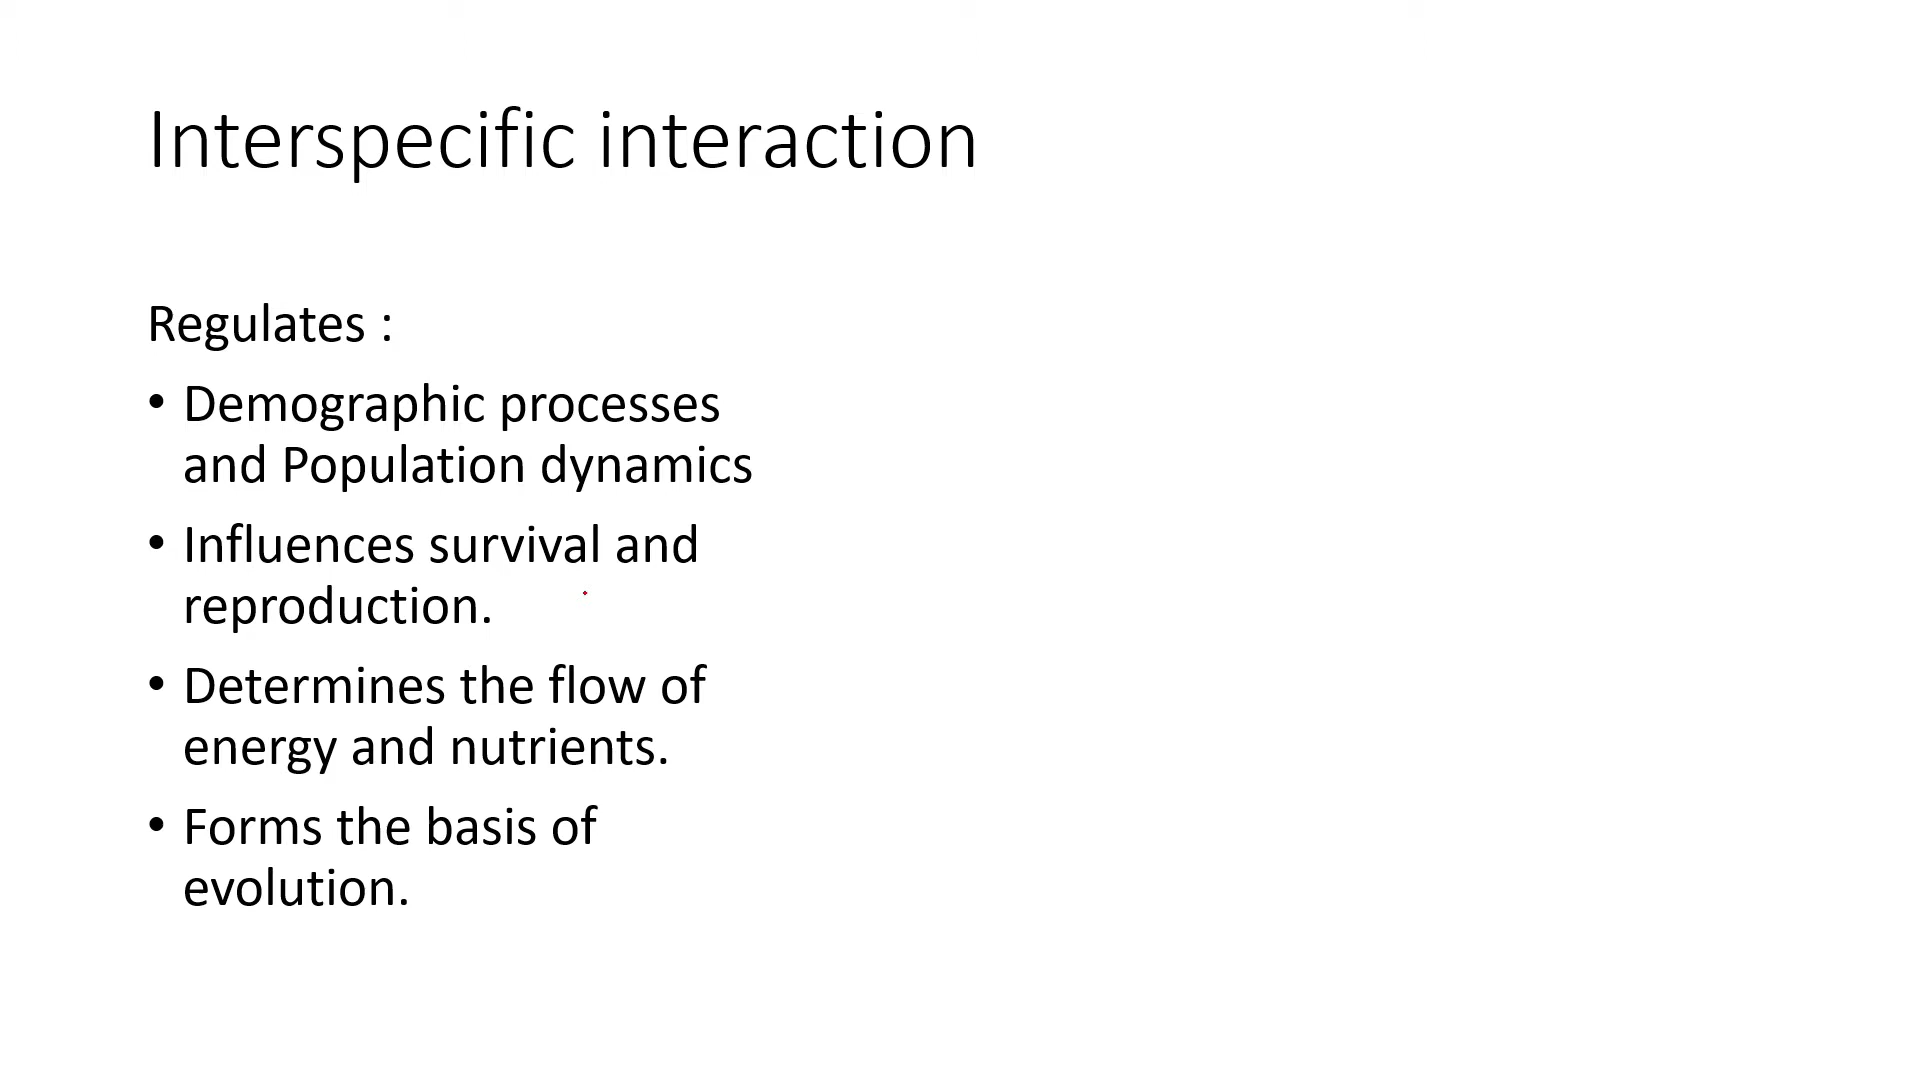 Interspecific interaction
Regulates :
• Demographic processes
and Population dynamics
• Influences survival and
reproduction.
• Determines the flow of
energy and nutrients.
• Forms the basis of
evolution.